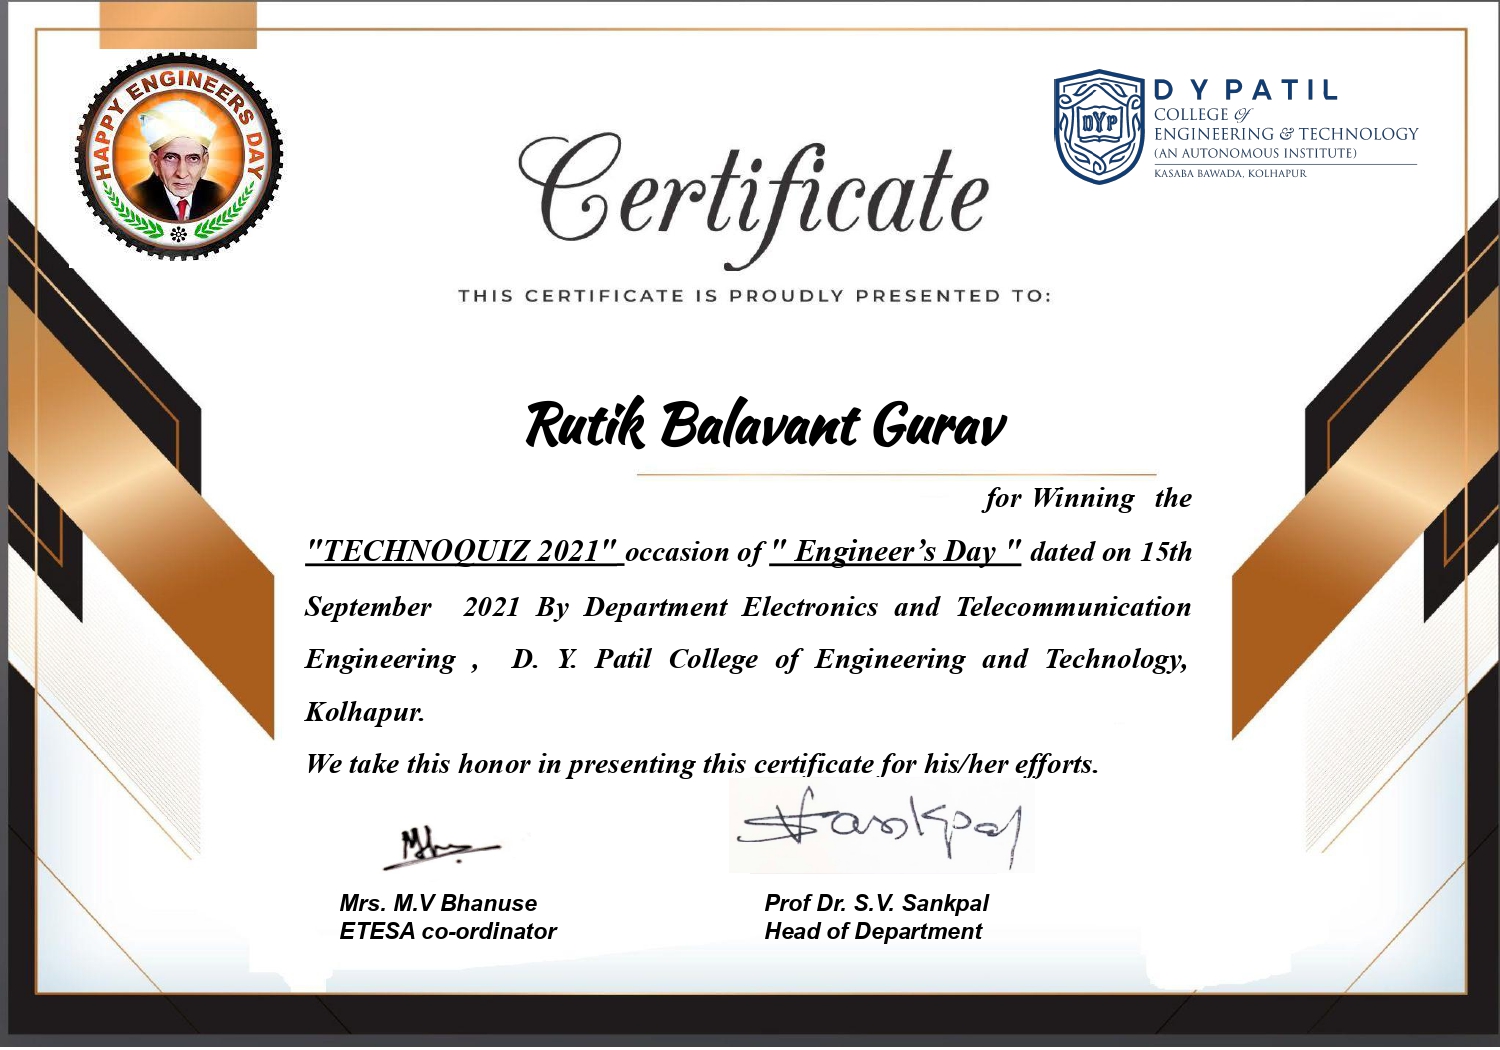 HAPPY ENGINEERS DAY
DYP
D Y PATIL
COLLEGE of
ENGINEERING & TECHNOLOGY
(AN AUTONOMOUS INSTITUTE)
KASABA BAWADA, KOLHAPUR
Certificate
THIS CERTIFICATE IS PROUDLY PRESENTED TO:
Rutik Balavant Gurav
for Winning the
"TECHNOQUIZ 2021" occasion of " Engineer’s Day " dated on 15th
September 2021 By Department Electronics and Telecommunication
Engineering , D. Y. Patil College of Engineering and Technology,
Kolhapur.
We take this honor in presenting this certificate for his/her efforts.
Sankpal
Mrs. M.V Bhanuse
ETESA co-ordinator
Prof Dr. S.V. Sankpal
Head of Department